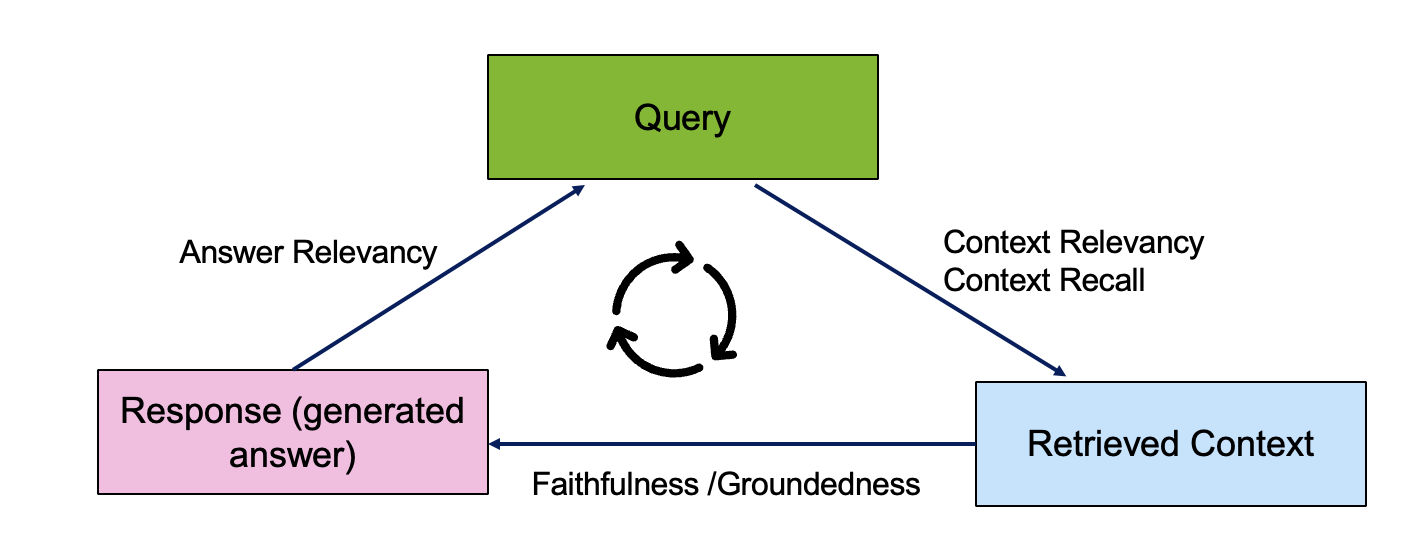 Query
Answer Relevancy
Context Relevancy
Context Recall
Response (generated
answer)
Retrieved Context
Faithfulness /Groundedness